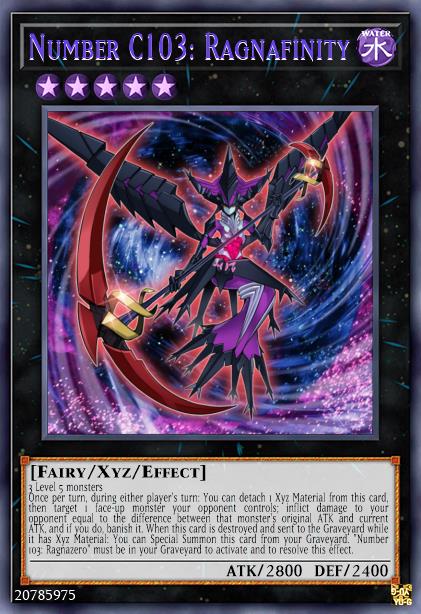 NUMBER C103: RAGNAFINITY
WATER
水
[FAIRY/XYZ/EFFECT]
3 Level 5 monsters
Once per turn, during either player's turn: You can detach 1 Xyz Material from this card,
then target 1 face-up monster your opponent controls; inflict damage to your
opponent equal to the difference between that monster's original ATK and current
ATK, and if you do, banish it. When this card is destroyed and sent to the Graveyard while
it has Xyz Material: You can Special Summon this card from your Graveyard. "Number
103: Ragnazero" must be in your Graveyard to activate and to resolve this effect.
ATK/2800 DEF/2400
20785975